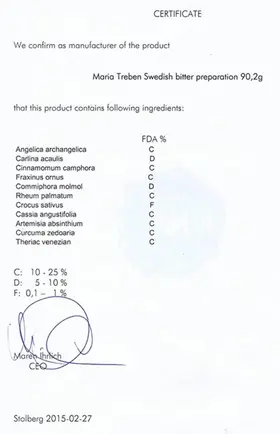 CERTIFICATE
We confirm as manufacturer of the product
Maria Treben Swedish bitter preparation 90,2g
that this product contains following ingredients:
FDA %
Angelica archangelica C
Carlina acaulis D
Cinnamomum camphora C
Fraxinus ornus C
Commiphora molmol D
Rheum palmatum C
Crocus sativus F
Cassia angustifolia C
Artemisia absinthium C
Curcuma zedoaria C
Theriac venezian C
C: 10 - 25 %
D: 5 - 10 %
F: 0,1 – 1 %
Maren Ihrlich
CEO
Stolberg 2015-02-27